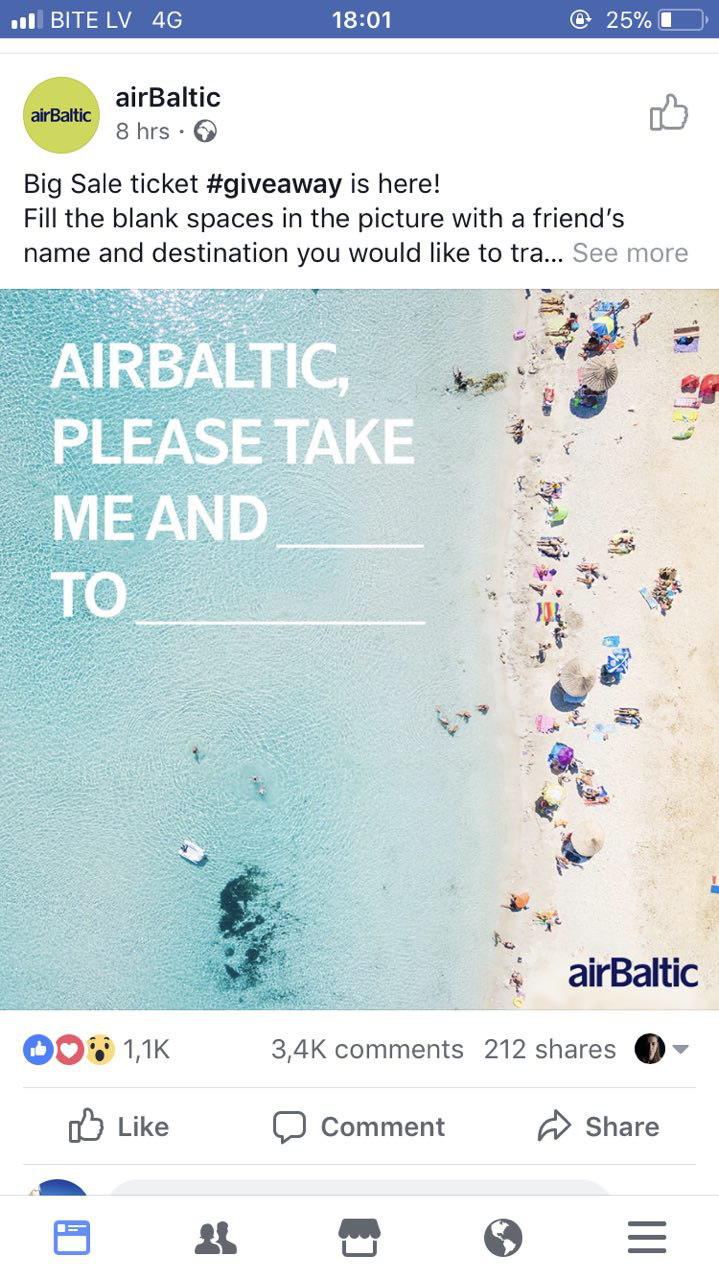 BITE LV 4G 18:01 25%
airBaltic
airBaltic
8 hrs ·
Big Sale ticket #giveaway is here!
Fill the blank spaces in the picture with a friend’s
name and destination you would like to tra... See more
AIRBALTIC,
PLEASE TAKE
ME AND ______
TO ____________
airBaltic
1,1K 3,4K comments 212 shares
Like Comment Share